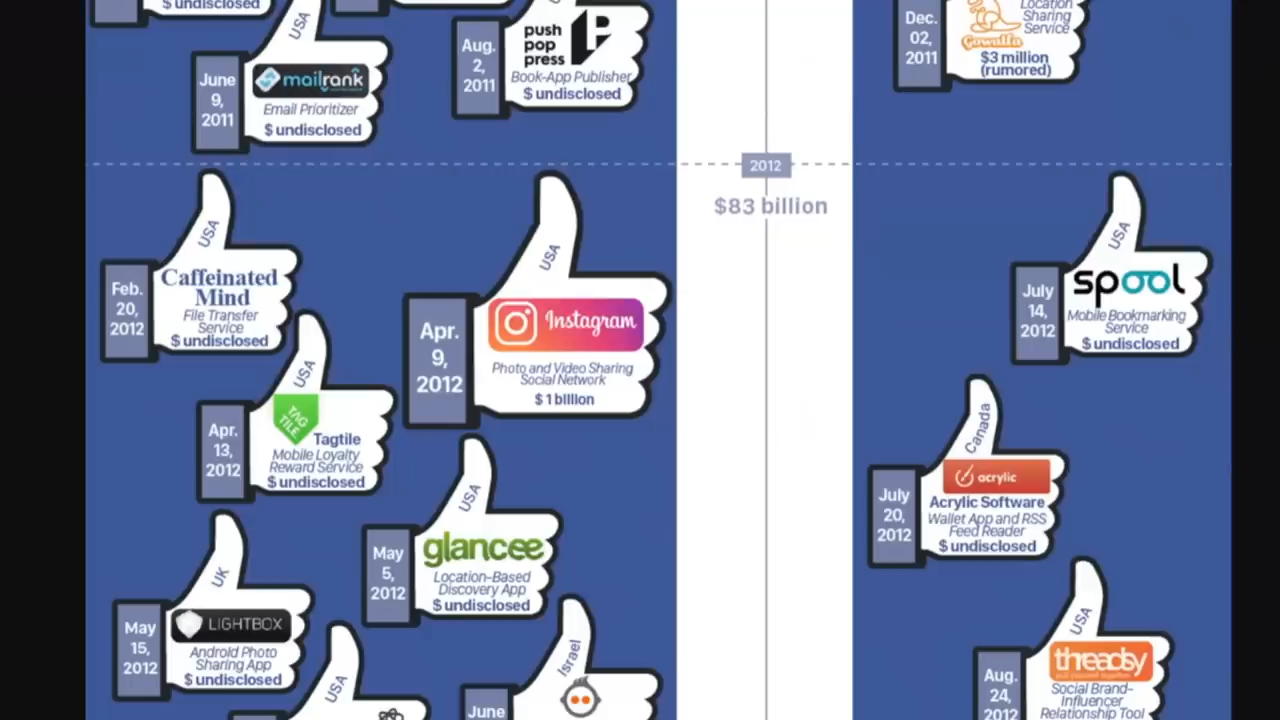 $ undisclosed
USA
push
pop
press
P
Aug.
2,
2011
Book-App Publisher
$ undisclosed
June
9,
2011
mailrank
Email Prioritizer
$ undisclosed
Dec.
02,
2011
Location
Sharing
Service
Gowalla
$3 million
(rumored)
2012
$83 billion
USA
Feb.
20,
2012
Caffeinated
Mind
File Transfer
Service
$ undisclosed
USA
Apr.
9,
2012
Instagram
Photo and Video Sharing
Social Network
$ 1 billion
USA
Apr.
13,
2012
TAG
TILE
Tagtile
Mobile Loyalty
Reward Service
$ undisclosed
USA
May
5,
2012
glancee
Location-Based
Discovery App
$ undisclosed
UK
May
15,
2012
LIGHTBOX
Android Photo
Sharing App
$ undisclosed
USA
Israel
June
USA
July
14,
2012
spool
Mobile Bookmarking
Service
$ undisclosed
Canada
July
20,
2012
acrylic
Acrylic Software
Wallet App and RSS
Feed Reader
$ undisclosed
USA
Aug.
24,
2012
threadsy
Social Brand-
Influencer
Relationship Tool